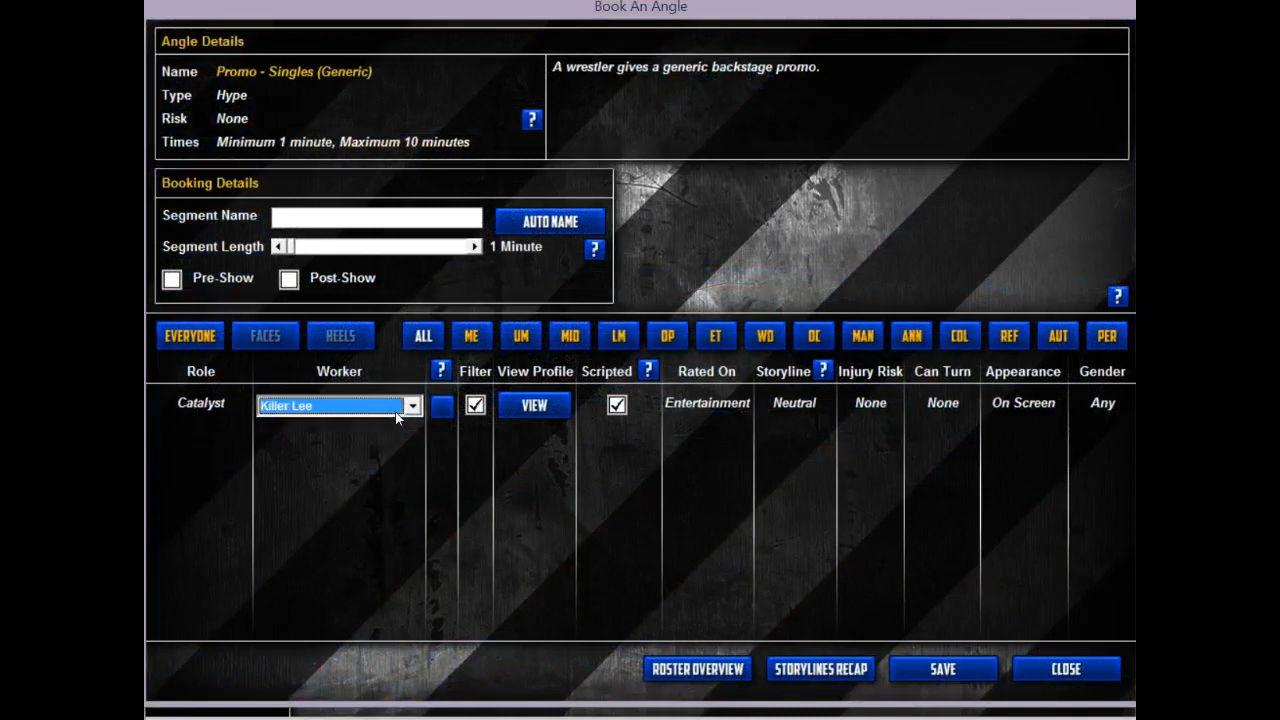 Book An Angle
Angle Details
Name Promo - Singles (Generic)
Type Hype
Risk None
?
Times Minimum 1 minute, Maximum 10 minutes
A wrestler gives a generic backstage promo.
Booking Details
Segment Name AUTO NAME
Segment Length 1 Minute ?
Pre-Show Post-Show
?
EVERYONE FACES HEELS ALL ME UM MID LM OP ET WD OC MAN ANN COL REF AUT PER
Role Worker ? Filter View Profile Scripted ? Rated On Storyline ? Injury Risk Can Turn Appearance Gender
Catalyst Killer Lee VIEW Entertainment Neutral None None On Screen Any
ROSTER OVERVIEW STORYLINES RECAP SAVE CLOSE